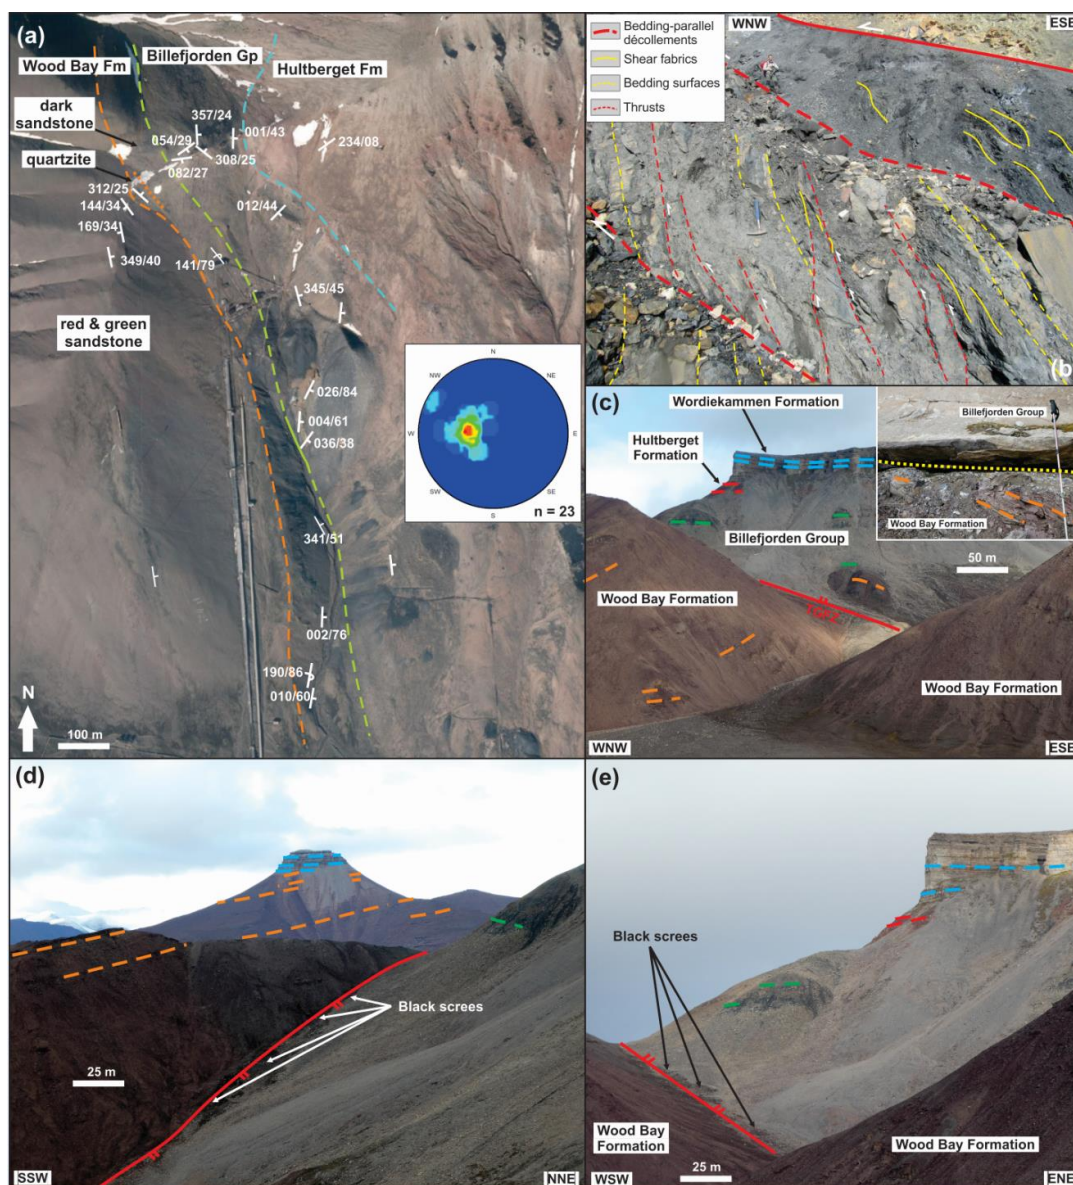 (a)
Wood Bay Fm
Billefjorden Gp
Hultberget Fm
dark
sandstone
quartzite
357/24
001/43
054/29
308/25
234/08
082/27
312/25
144/34
012/44
169/34
349/40
141/79
345/45
red & green
sandstone
026/84
004/61
036/38
341/51
002/76
190/86
010/60
N
NW
NE
W
E
SW
SE
S
n = 23
N
100 m
Bedding-parallel
décollements
Shear fabrics
Bedding surfaces
Thrusts
WNW
ESE
(b)
(c)
Wordiekammen Formation
Hultberget
Formation
Billefjorden Group
Wood Bay Formation
Billefjorden Group
50 m
Wood Bay Formation
Wood Bay Formation
WNW
ESE
(d)
Black screes
25 m
SSW
NNE
(e)
Black screes
Wood Bay
Formation
Wood Bay Formation
WSW
25 m
ENE